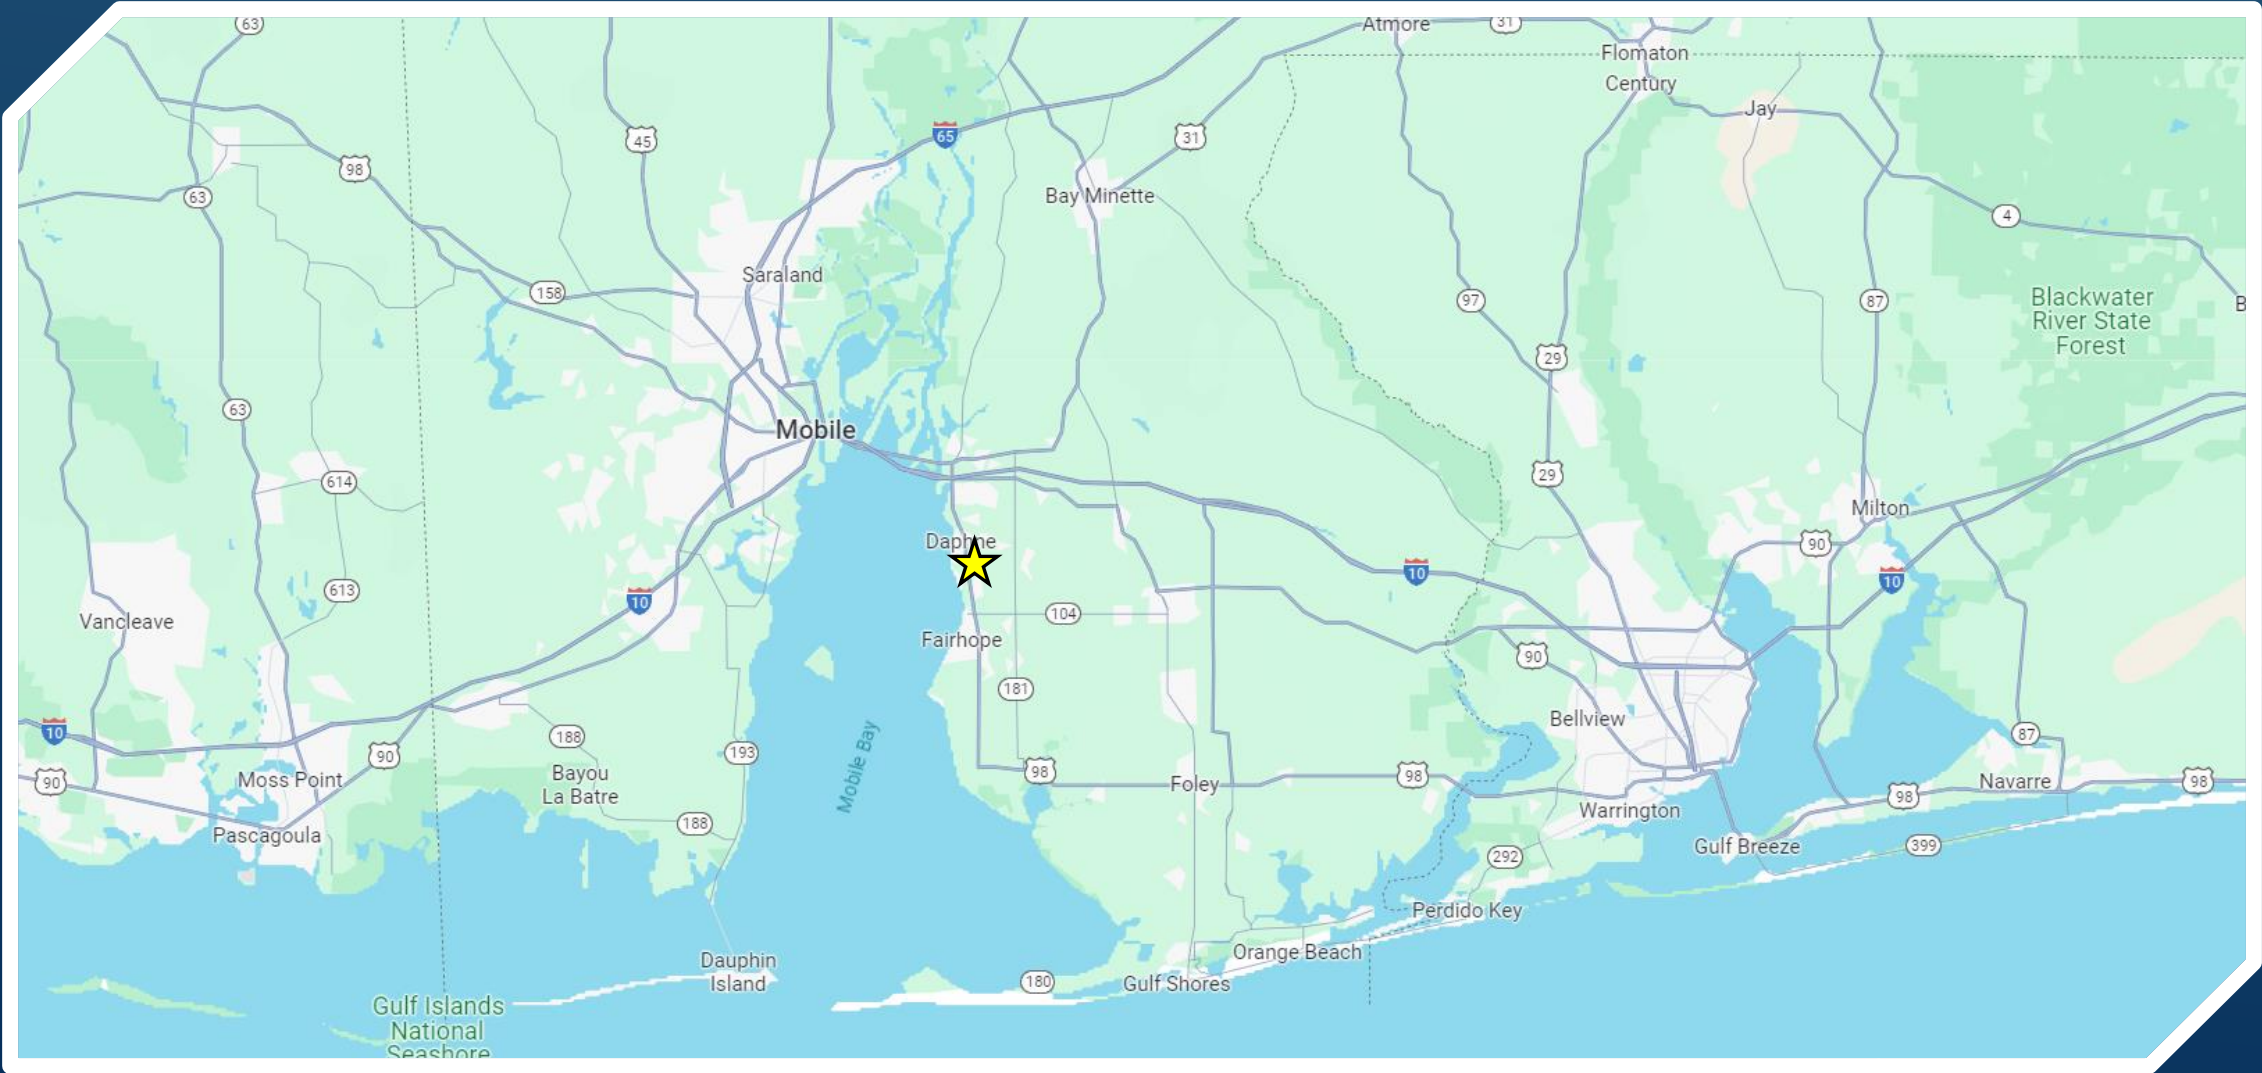 63
Atmore
31
Flomaton
Century
Jay
65
31
45
98
63
Bay Minette
4
Saraland
158
97
87
Blackwater
River State
Forest
B
29
63
Mobile
614
29
Milton
Daphne
90
10
10
613
10
104
Vancleave
Fairhope
90
181
Bellview
10
188
90
193
87
Mobile Bay
90
Moss Point
Bayou
La Batre
98
Foley
98
Navarre
98
98
Warrington
188
Pascagoula
Gulf Breeze
399
292
Perdido Key
Orange Beach
Dauphin
Island
180
Gulf Shores
Gulf Islands
National
Seashore